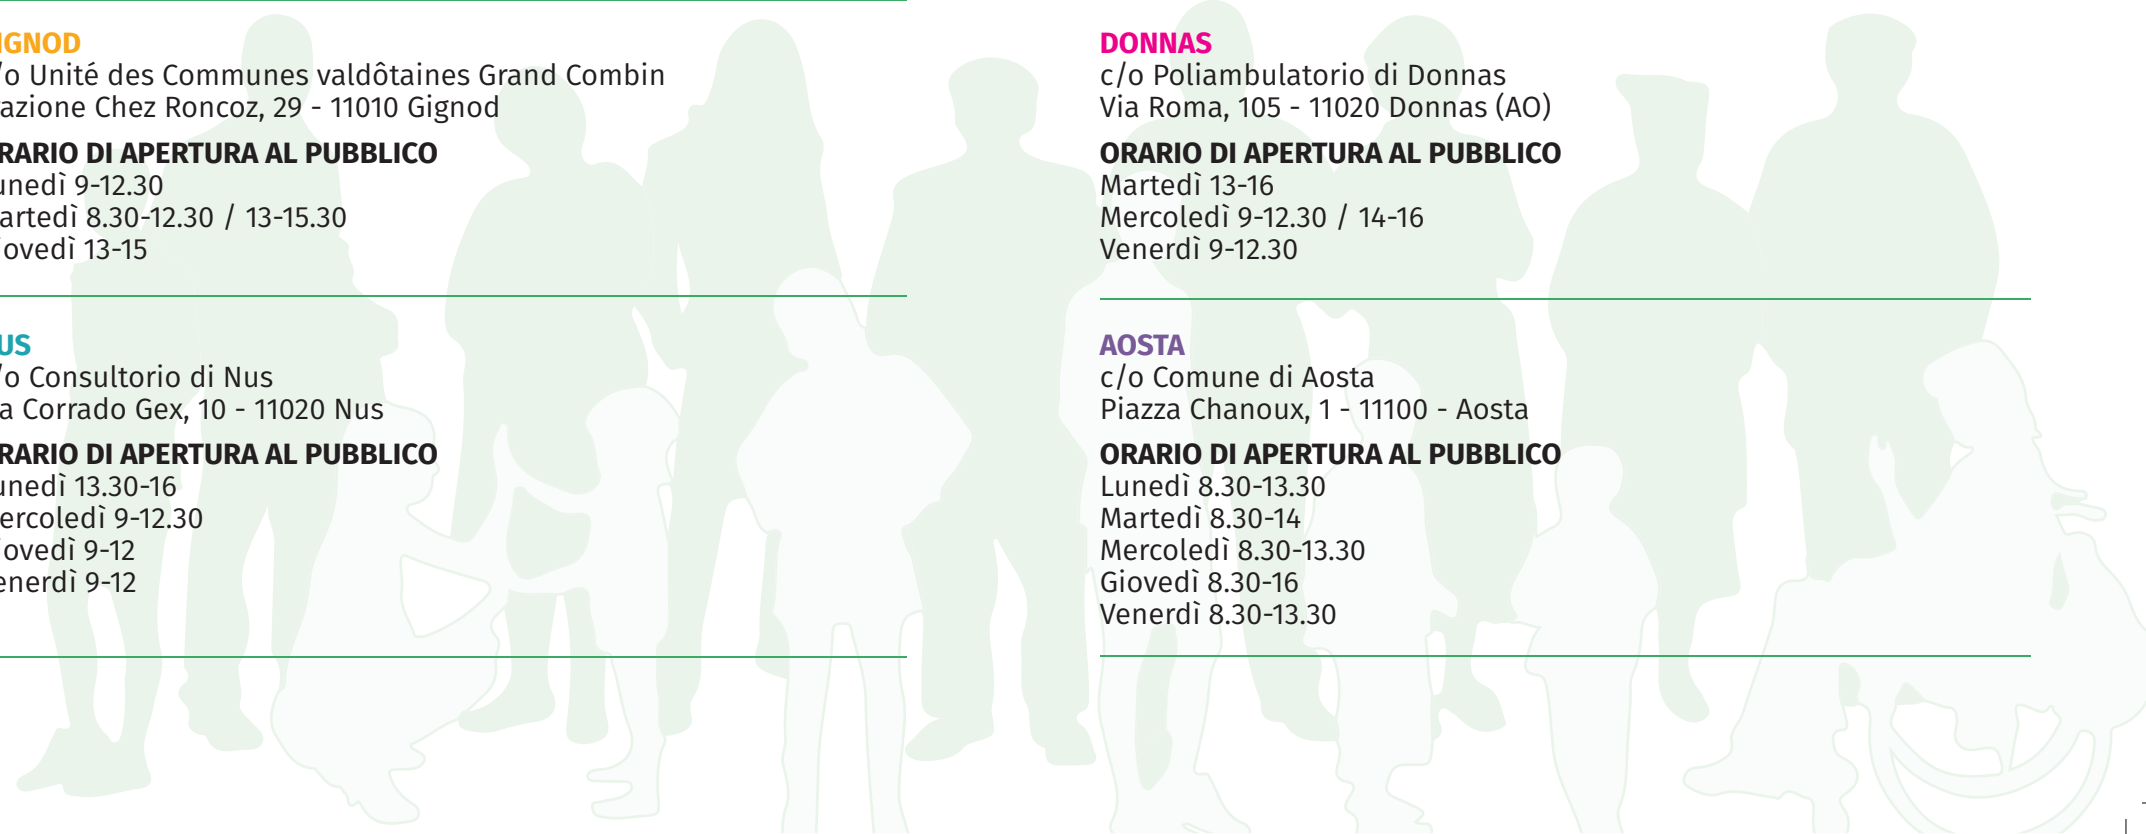 IGNOD
/o Unité des Communes valdôtaines Grand Combin
razione Chez Roncoz, 29 - 11010 Gignod
RARIO DI APERTURA AL PUBBLICO
unedì 9-12.30
artedì 8.30-12.30 / 13-15.30
iovedì 13-15
US
/o Consultorio di Nus
a Corrado Gex, 10 - 11020 Nus
RARIO DI APERTURA AL PUBBLICO
unedì 13.30-16
ercoledì 9-12.30
iovedì 9-12
enerdì 9-12
DONNAS
c/o Poliambulatorio di Donnas
Via Roma, 105 - 11020 Donnas (AO)
ORARIO DI APERTURA AL PUBBLICO
Martedì 13-16
Mercoledì 9-12.30 / 14-16
Venerdì 9-12.30
AOSTA
c/o Comune di Aosta
Piazza Chanoux, 1 - 11100 - Aosta
ORARIO DI APERTURA AL PUBBLICO
Lunedì 8.30-13.30
Martedì 8.30-14
Mercoledì 8.30-13.30
Giovedì 8.30-16
Venerdì 8.30-13.30